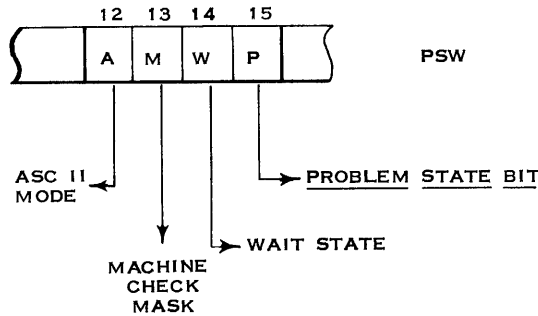 12 13 14 15
A M W P
PSW
ASC II
MODE
PROBLEM STATE BIT
WAIT STATE
MACHINE
CHECK
MASK